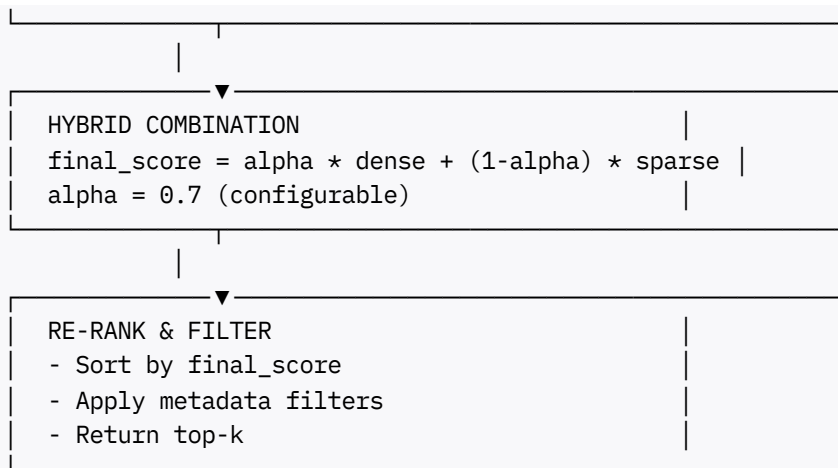 HYBRID COMBINATION
final_score = alpha * dense + (1-alpha) * sparse
alpha = 0.7 (configurable)
RE-RANK & FILTER
- Sort by final_score
- Apply metadata filters
- Return top-k